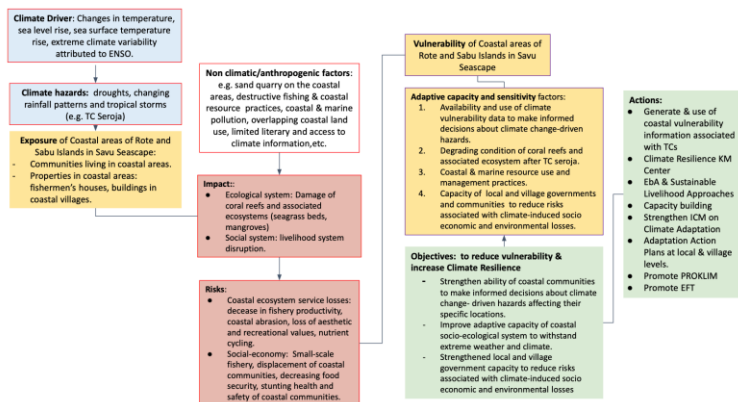 Climate Driver: Changes in temperature,
sea level rise, sea surface temperature
rise, extreme climate variability
attributed to ENSO.
Climate hazards: droughts, changing
rainfall patterns and tropical storms
(e.g. TC Seroja)
Exposure of Coastal areas of Rote and
Sabu Islands in Savu Seascape:
- Communities living in coastal areas.
- Properties in coastal areas:
fishermen's houses, buildings in
coastal villages.
Non climatic/anthropogenic factors:
e.g. sand quarry on the coastal
areas, destructive fishing & coastal
resource practices, coastal & marine
pollution, overlapping coastal land
use, limited literary and access to
climate information,etc.
Impact::
● Ecological system: Damage of
coral reefs and associated
ecosystems (seagrass beds,
mangroves)
● Social system: livelihood system
disruption.
Risks:
● Coastal ecosystem service losses:
decease in fishery productivity,
coastal abrasion, loss of aesthetic
and recreational values, nutrient
cycling.
● Social-economy: Small-scale
fishery, displacement of coastal
communities, decreasing food
security, stunting health and
safety of coastal communities.
Vulnerability of Coastal areas of
Rote and Sabu Islands in Savu
Seascape
Adaptive capacity and sensitivity factors:
1. Availability and use of climate
vulnerability data to make informed
decisions about climate change-driven
hazards.
2. Degrading condition of coral reefs and
associated ecosystem after TC seroja.
3. Coastal & marine resource use and
management practices.
4. Capacity of local and village governments
and communities to reduce risks
associated with climate-induced socio
economic and environmental losses.
Objectives: to reduce vulnerability &
increase Climate Resilience
- Strengthen ability of coastal communities
to make informed decisions about climate
change- driven hazards affecting their
specific locations.
- Improve adaptive capacity of coastal
socio-ecological system to withstand
extreme weather and climate.
- Strengthened local and village
government capacity to reduce risks
associated with climate-induced socio
economic and environmental losses
Actions:
● Generate & use of
coastal vulnerability
information associated
with TCs
● Climate Resilience KM
Center
● EbA & Sustainable
Livelihood Approaches
● Capacity building
● Strengthen ICM on
Climate Adaptation
● Adaptation Action
Plans at local & village
levels.
● Promote PROKLIM
● Promote EFT